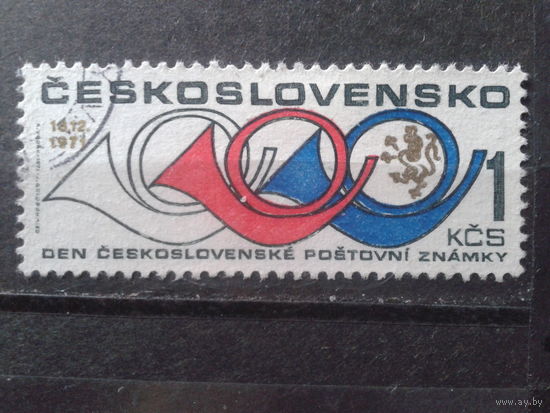 ČESKOSLOVENSKO
18.12.
1971
1
KČS
DEN ČESKOSLOVENSKÉ POŠTOVNÍ ZNÁMKY
www.ay.by